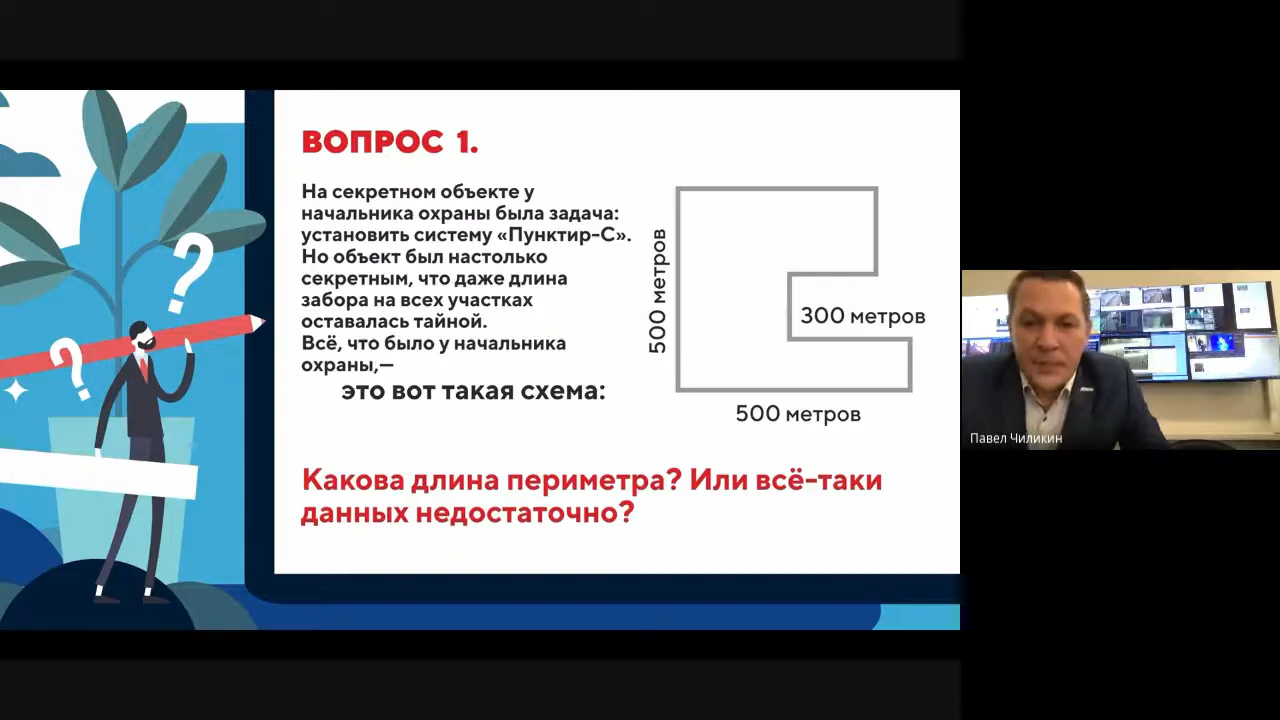 ВОПРОС 1.
На секретном объекте у
начальника охраны была задача:
установить систему «Пунктир-С».
Но объект был настолько
секретным, что даже длина
забора на всех участках
оставалась тайной.
Всё, что было у начальника
охраны,—
это вот такая схема:
500 метров
300 метров
500 метров
Какова длина периметра? Или всё-таки
данных недостаточно?
?
?
Павел Чиликин